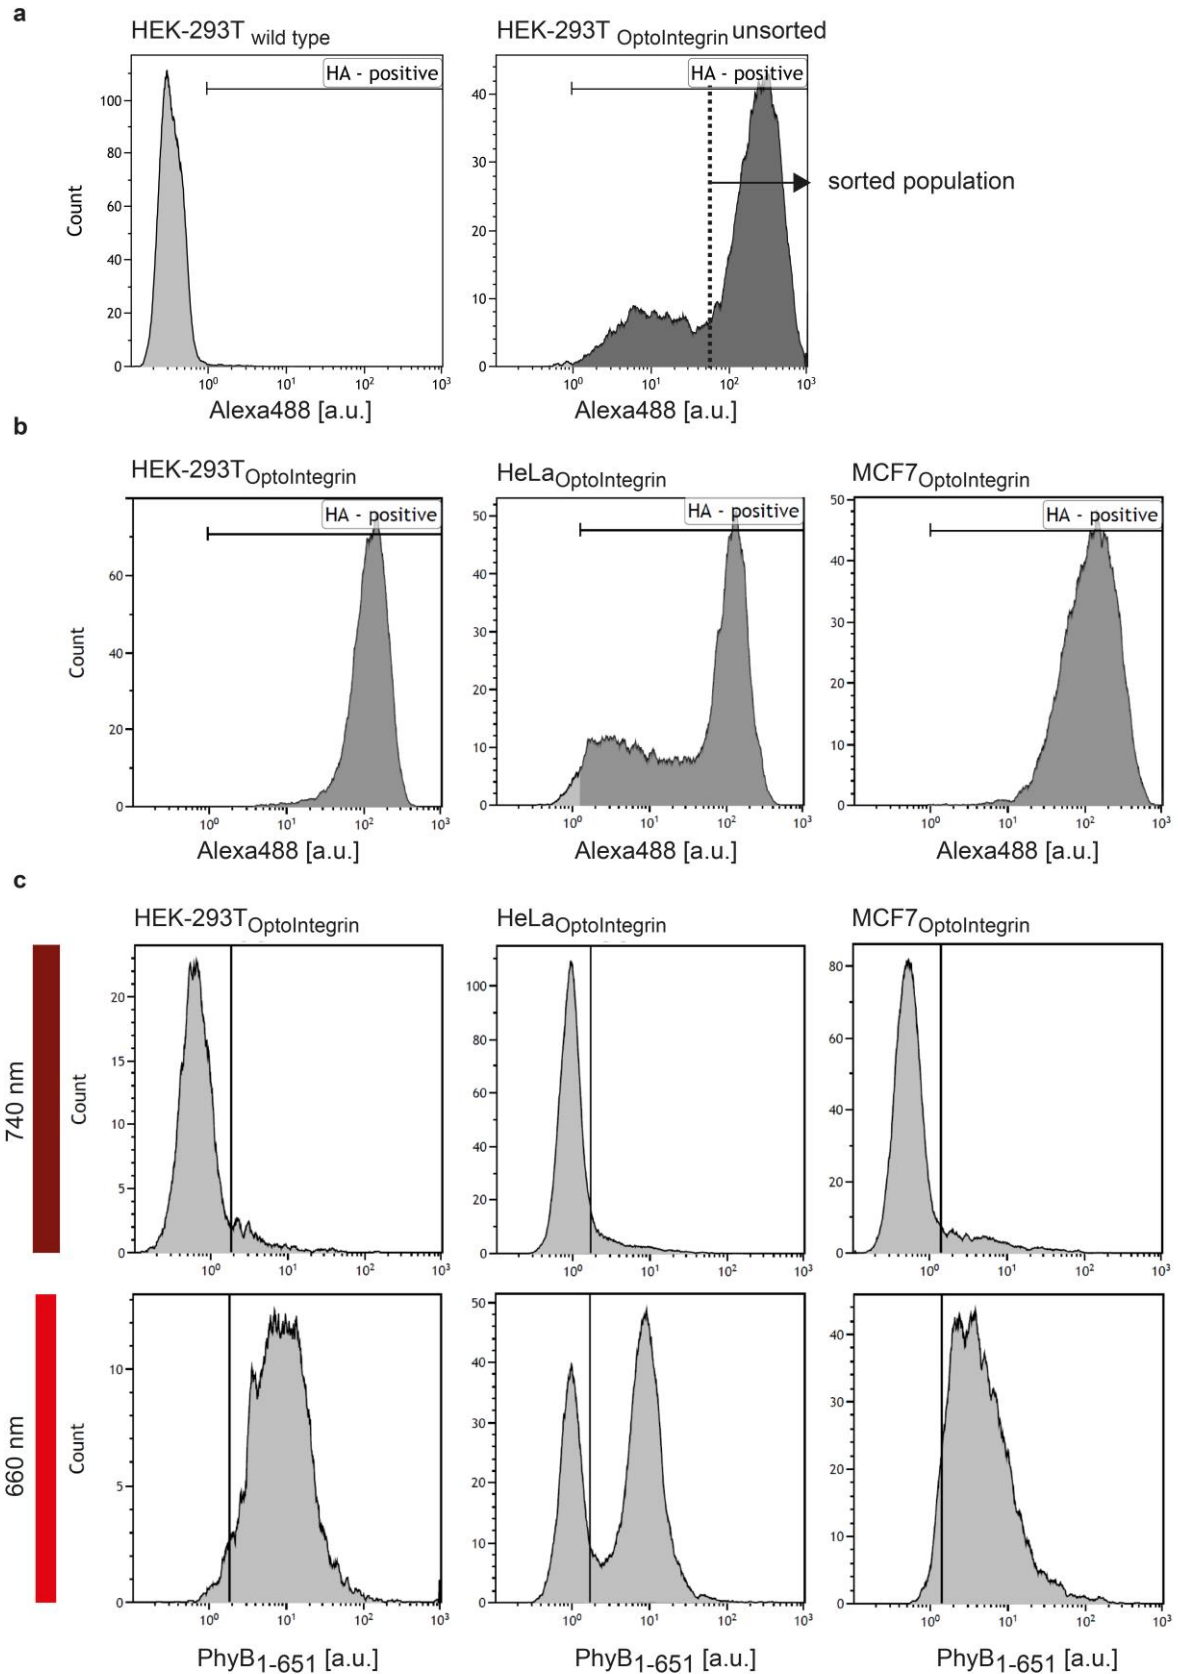 a
HEK-293T wild type
HEK-293T OptoIntegrin unsorted
HA - positive
100
80
60
40
20
0
Count
10⁰ 10¹ 10² 10³
Alexa488 [a.u.]
HA - positive
40
30
20
10
0
10⁰ 10¹ 10² 10³
Alexa488 [a.u.]
sorted population
b
HEK-293T OptoIntegrin
HeLa OptoIntegrin
MCF7 OptoIntegrin
HA - positive
60
40
20
0
Count
10⁰ 10¹ 10² 10³
Alexa488 [a.u.]
HA - positive
50
40
30
20
10
0
10⁰ 10¹ 10² 10³
Alexa488 [a.u.]
HA - positive
50
40
30
20
10
0
10⁰ 10¹ 10² 10³
Alexa488 [a.u.]
c
HEK-293T OptoIntegrin
HeLa OptoIntegrin
MCF7 OptoIntegrin
740 nm
Count
20
15
10
5
0
10⁰ 10¹ 10² 10³
100
80
60
40
20
0
10⁰ 10¹ 10² 10³
80
60
40
20
0
10⁰ 10¹ 10² 10³
660 nm
Count
10
5
0
10⁰ 10¹ 10² 10³
PhyB1-651 [a.u.]
50
40
30
20
10
0
10⁰ 10¹ 10² 10³
PhyB1-651 [a.u.]
40
30
20
10
0
10⁰ 10¹ 10² 10³
PhyB1-651 [a.u.]